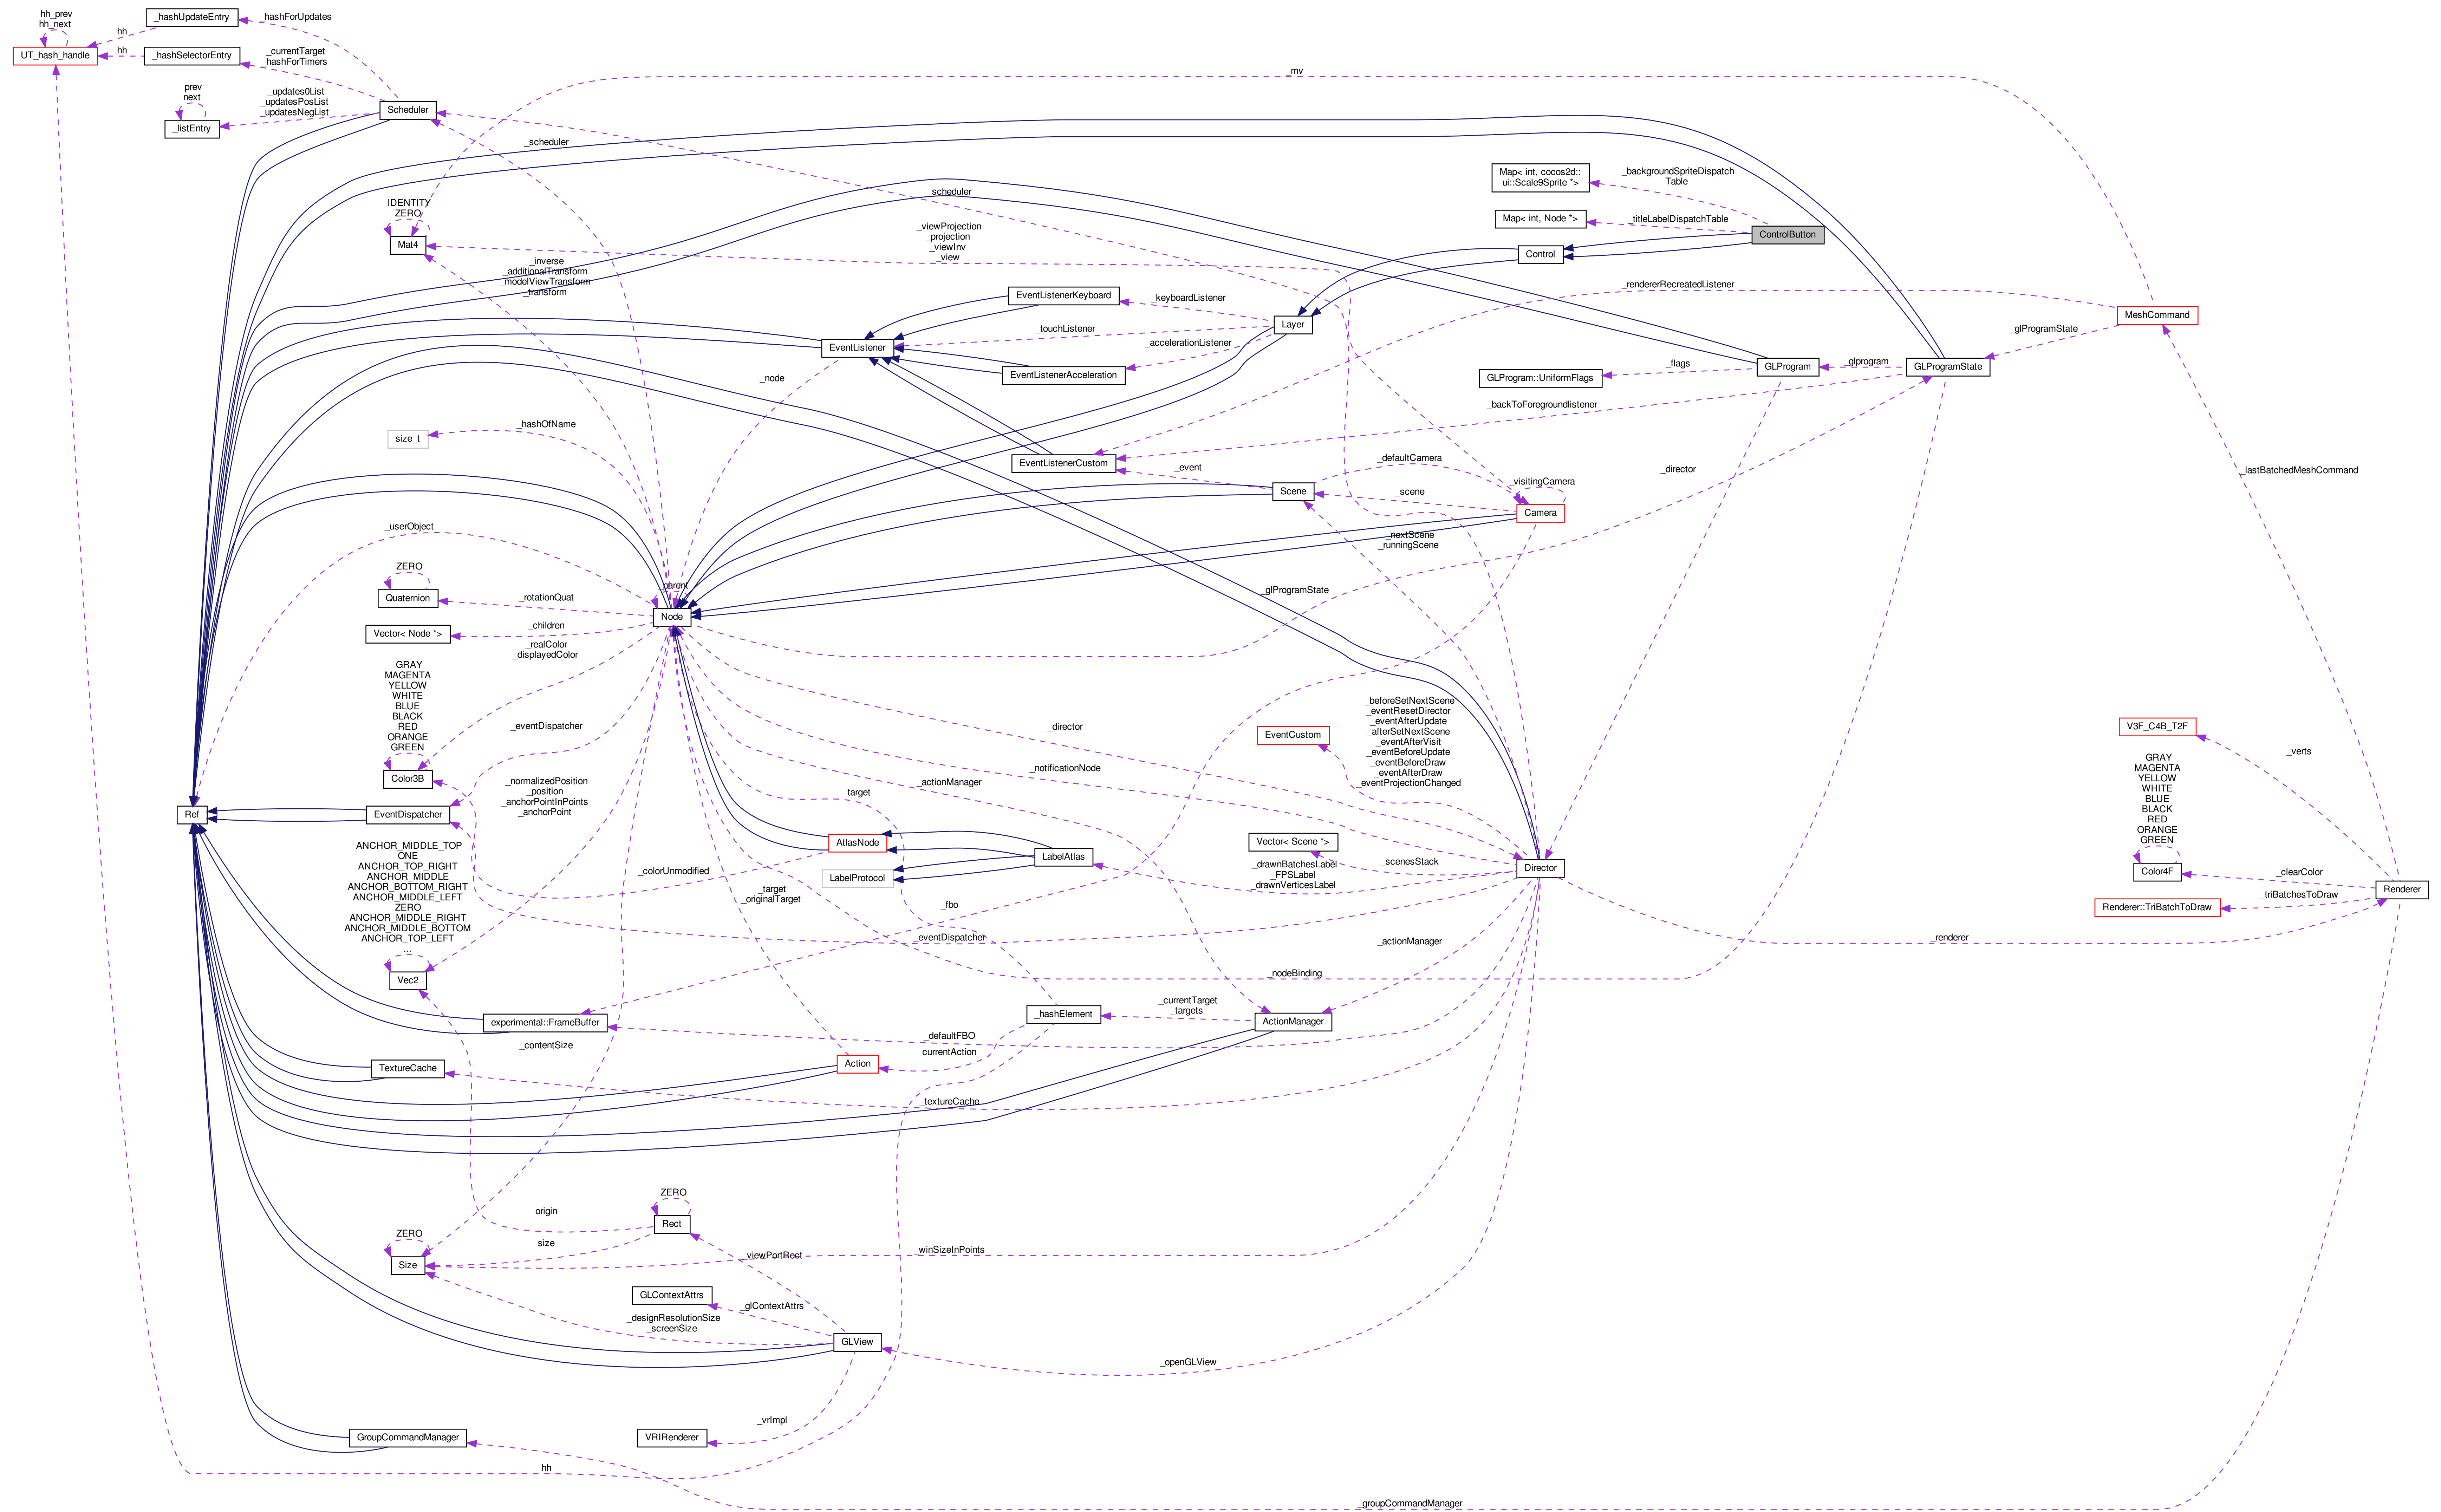 hh_prev
hh_next
_hashUpdateEntry
_hashForUpdates
hh
UT_hash_handle
hh
_hashSelectorEntry
_currentTarget
_hashForTimers
_mv
prev
next
_updates0List
_updatesPosList
_updatesNegList
Scheduler
_listEntry
_scheduler
Map< int, cocos2d::
ui::Scale9Sprite *>
_backgroundSpriteDispatch
Table
_scheduler
IDENTITY
ZERO
Map< int, Node *>
_titleLabelDispatchTable
ControlButton
Mat4
_viewProjection
_projection
_viewInv
_view
Control
_inverse
_additionalTransform
_modelViewTransform
_transform
EventListenerKeyboard
_keyboardListener
_rendererRecreatedListener
MeshCommand
_touchListener
Layer
_glProgramState
EventListener
_accelerationListener
EventListenerAcceleration
_node
GLProgram::UniformFlags
_flags
GLProgram
_glprogram
GLProgramState
_backToForegroundlistener
size_t
_hashOfName
EventListenerCustom
_event
_defaultCamera
_director
_lastBatchedMeshCommand
Scene
_scene
_visitingCamera
Camera
_userObject
_nextScene
_runningScene
ZERO
Quaternion
_rotationQuat
_parent
Node
_glProgramState
Vector< Node *>
_children
_realColor
_displayedColor
GRAY
MAGENTA
YELLOW
WHITE
BLUE
BLACK
RED
ORANGE
GREEN
Color3B
_eventDispatcher
_director
_beforeSetNextScene
_eventResetDirector
_eventAfterUpdate
_afterSetNextScene
_eventAfterVisit
_eventBeforeUpdate
_eventBeforeDraw
_eventAfterDraw
_eventProjectionChanged
EventCustom
V3F_C4B_T2F
_verts
_notificationNode
_normalizedPosition
_position
_anchorPointInPoints
_anchorPoint
_actionManager
target
GRAY
MAGENTA
YELLOW
WHITE
BLUE
BLACK
RED
ORANGE
GREEN
Ref
EventDispatcher
AtlasNode
LabelAtlas
Vector< Scene *>
_scenesStack
Director
Color4F
_clearColor
Renderer
ANCHOR_MIDDLE_TOP
ONE
ANCHOR_TOP_RIGHT
ANCHOR_MIDDLE
ANCHOR_BOTTOM_RIGHT
ANCHOR_MIDDLE_LEFT
ZERO
ANCHOR_MIDDLE_RIGHT
ANCHOR_MIDDLE_BOTTOM
ANCHOR_TOP_LEFT
...
Vec2
_colorUnmodified
LabelProtocol
_drawnBatchesLabel
_FPSLabel
_drawnVerticesLabel
_target
_originalTarget
_fbo
Renderer::TriBatchToDraw
_triBatchesToDraw
_eventDispatcher
_actionManager
_renderer
_nodeBinding
experimental::FrameBuffer
_hashElement
_currentTarget
_targets
ActionManager
_defaultFBO
_contentSize
currentAction
Action
TextureCache
_textureCache
ZERO
Rect
origin
size
ZERO
Size
_viewPortRect
_winSizeInPoints
GLContextAttrs
_glContextAttrs
_designResolutionSize
_screenSize
GLView
_openGLView
_vrImpl
VRIRenderer
GroupCommandManager
hh
_groupCommandManager